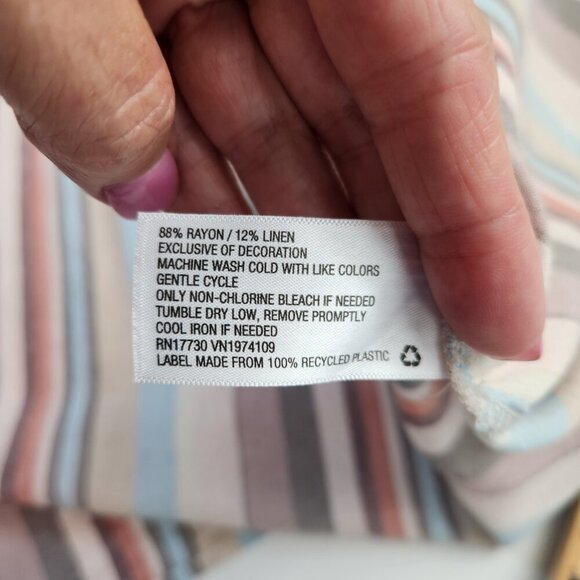 88% RAYON / 12% LINEN
EXCLUSIVE OF DECORATION
MACHINE WASH COLD WITH LIKE COLORS
GENTLE CYCLE
ONLY NON-CHLORINE BLEACH IF NEEDED
TUMBLE DRY LOW, REMOVE PROMPTLY
COOL IRON IF NEEDED
RN17730 VN1974109
LABEL MADE FROM 100% RECYCLED PLASTIC